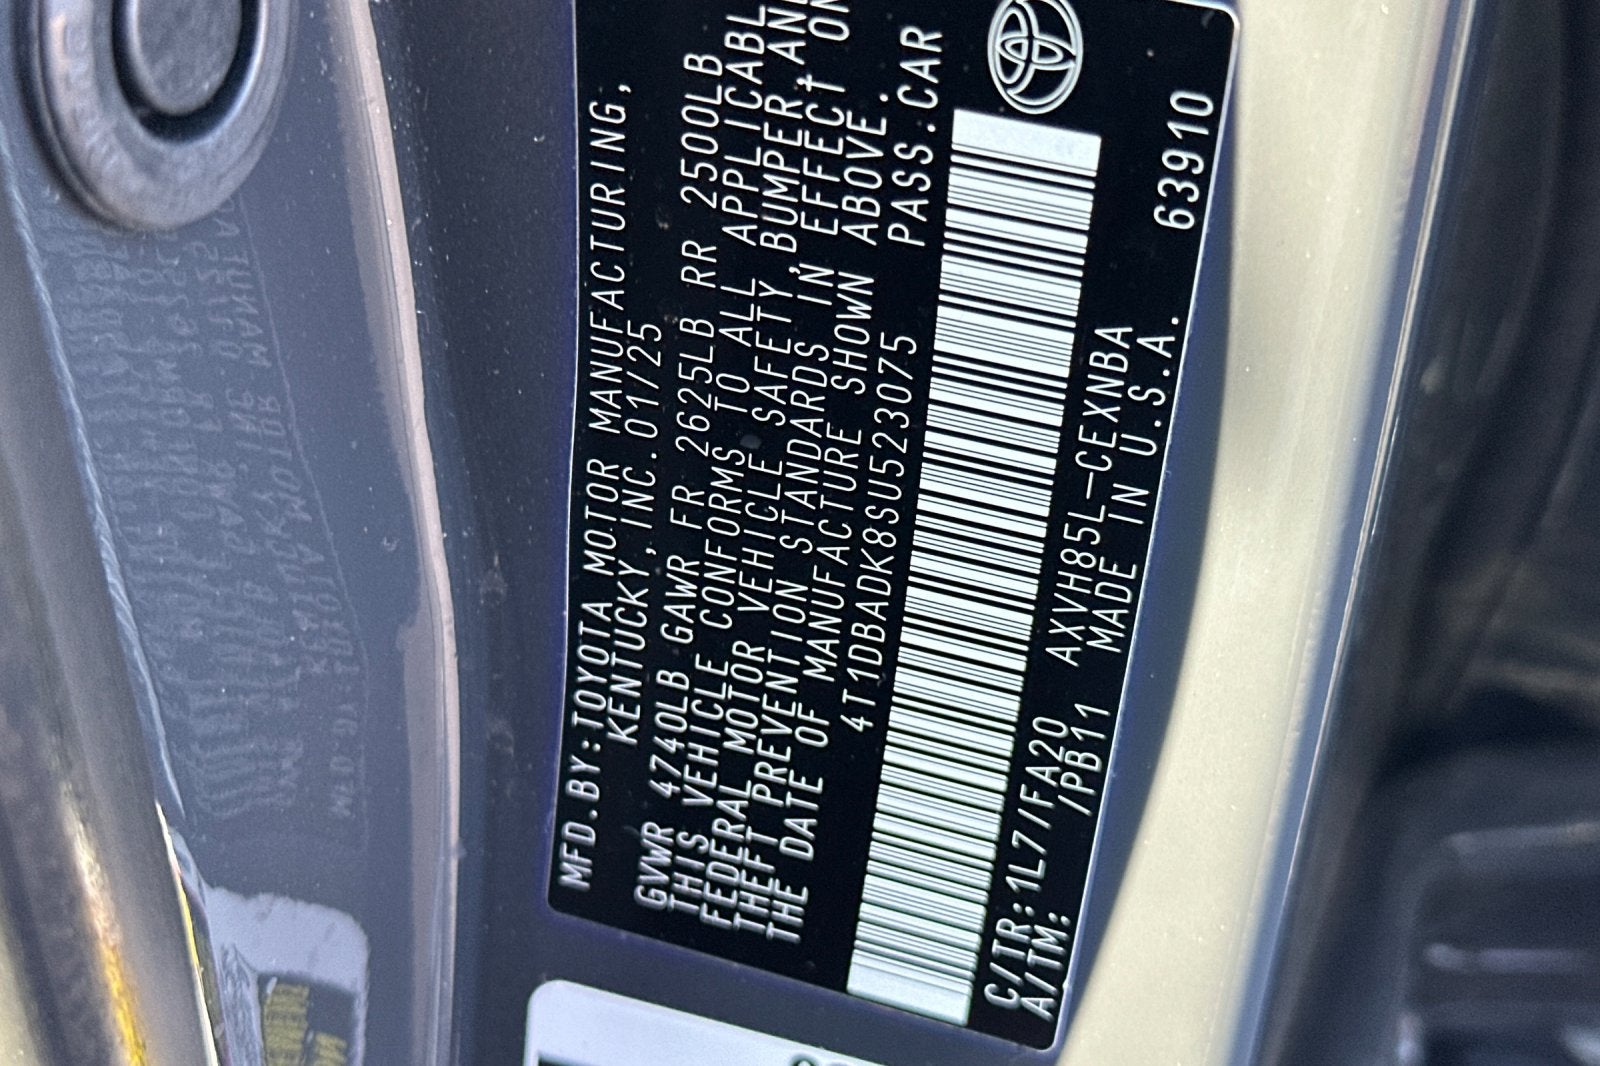 MFD.BY:TOYOTA MOTOR MANUFACTURING,
KENTUCKY,INC.01/25
GVWR 4740LB GAWR FR 2625LB RR 2500LB
THIS VEHICLE CONFORMS TO ALL APPLICABL
FEDERAL MOTOR VEHICLE SAFETY,BUMPER,AND
THEFT PREVENTION STANDARDS IN EFFECT ON
THE DATE OF MANUFACTURE SHOWN ABOVE.
4T1DBADK8SU523075 PASS.CAR
C/TR:1L7/FA20 AXVH85L-CEXNBA 63910
A/TM: /PB11 MADE IN U.S.A.